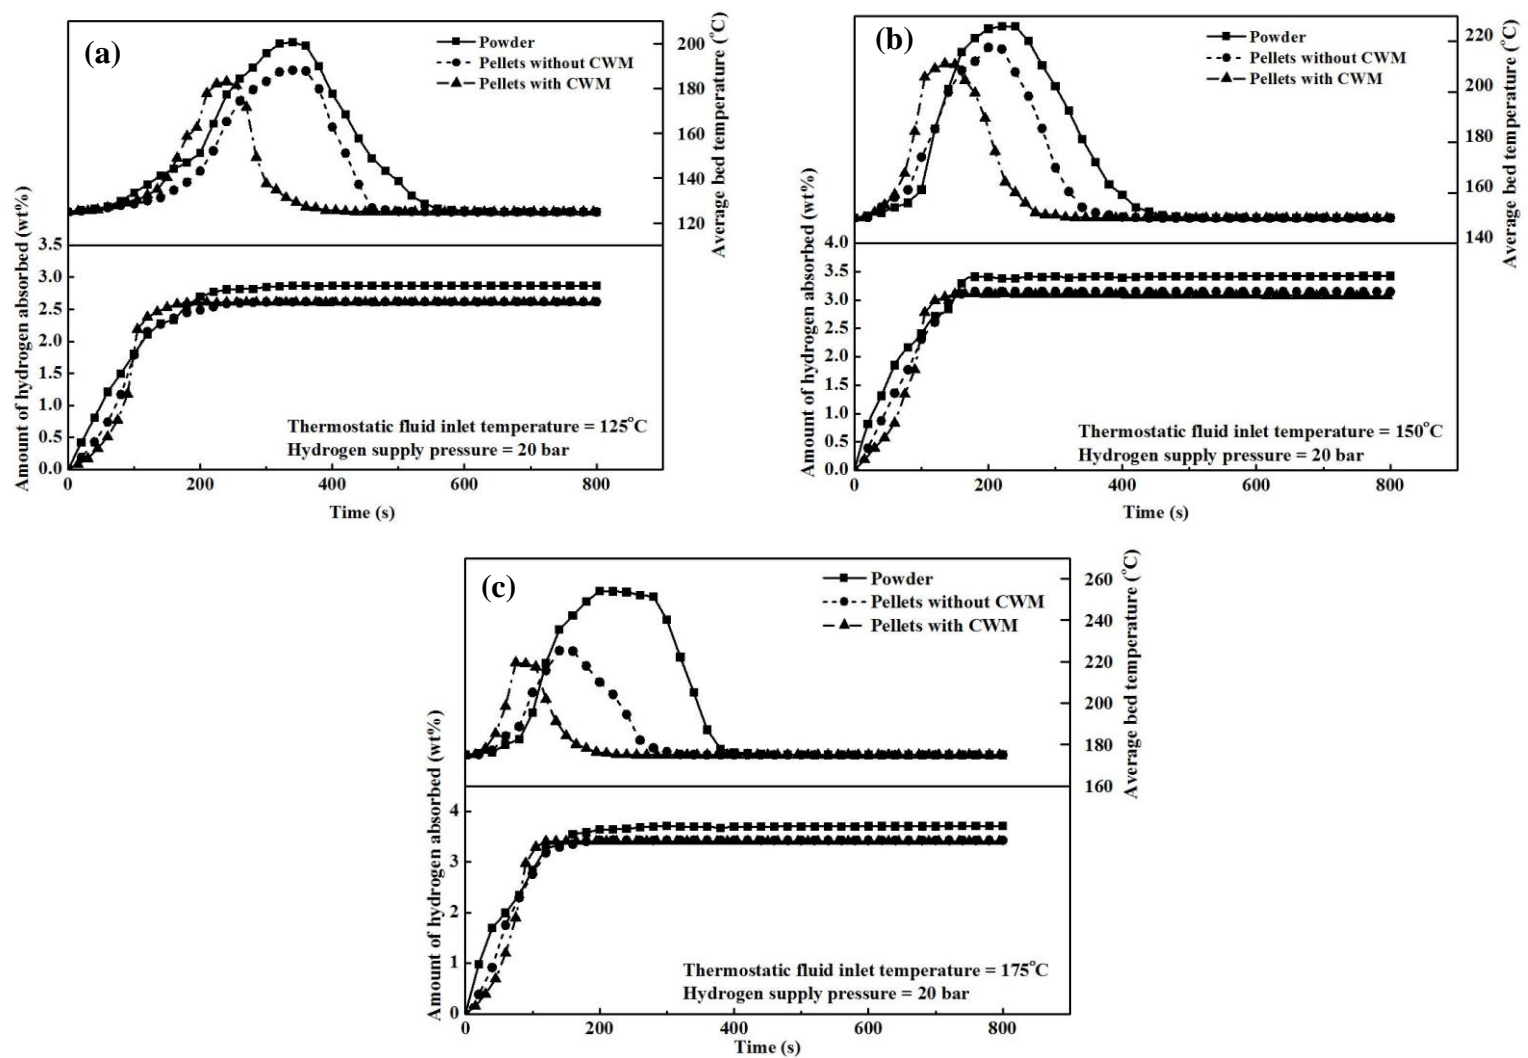 (a)
Powder
Pellets without CWM
Pellets with CWM
200
180
160
140
120
Average bed temperature (°C)
3.5
3.0
2.5
2.0
1.5
1.0
0.5
0.0
Amount of hydrogen absorbed (wt%)
Thermostatic fluid inlet temperature = 125°C
Hydrogen supply pressure = 20 bar
0 200 400 600 800
Time (s)
(b)
Powder
Pellets without CWM
Pellets with CWM
220
200
180
160
140
Average bed temperature (°C)
4.0
3.5
3.0
2.5
2.0
1.5
1.0
0.5
0.0
Amount of hydrogen absorbed (wt%)
Thermostatic fluid inlet temperature = 150°C
Hydrogen supply pressure = 20 bar
0 200 400 600 800
Time (s)
(c)
Powder
Pellets without CWM
Pellets with CWM
260
240
220
200
180
160
Average bed temperature (°C)
4
3
2
1
0
Amount of hydrogen absorbed (wt%)
Thermostatic fluid inlet temperature = 175°C
Hydrogen supply pressure = 20 bar
0 200 400 600 800
Time (s)